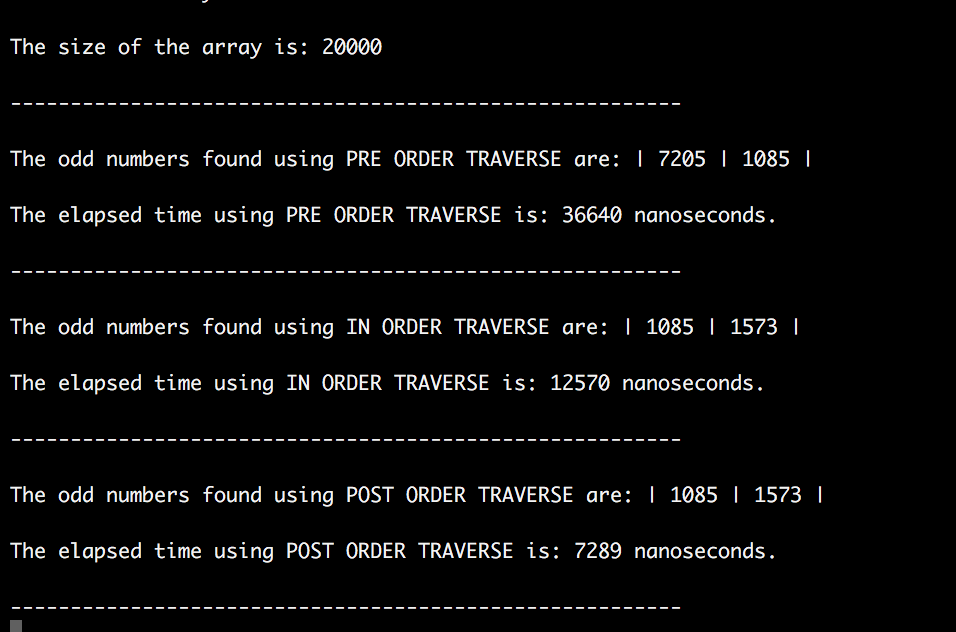 The size of the array is: 20000
--------------------------------------------------------
The odd numbers found using PRE ORDER TRAVERSE are: | 7205 | 1085 |
The elapsed time using PRE ORDER TRAVERSE is: 36640 nanoseconds.
--------------------------------------------------------
The odd numbers found using IN ORDER TRAVERSE are: | 1085 | 1573 |
The elapsed time using IN ORDER TRAVERSE is: 12570 nanoseconds.
--------------------------------------------------------
The odd numbers found using POST ORDER TRAVERSE are: | 1085 | 1573 |
The elapsed time using POST ORDER TRAVERSE is: 7289 nanoseconds.
--------------------------------------------------------